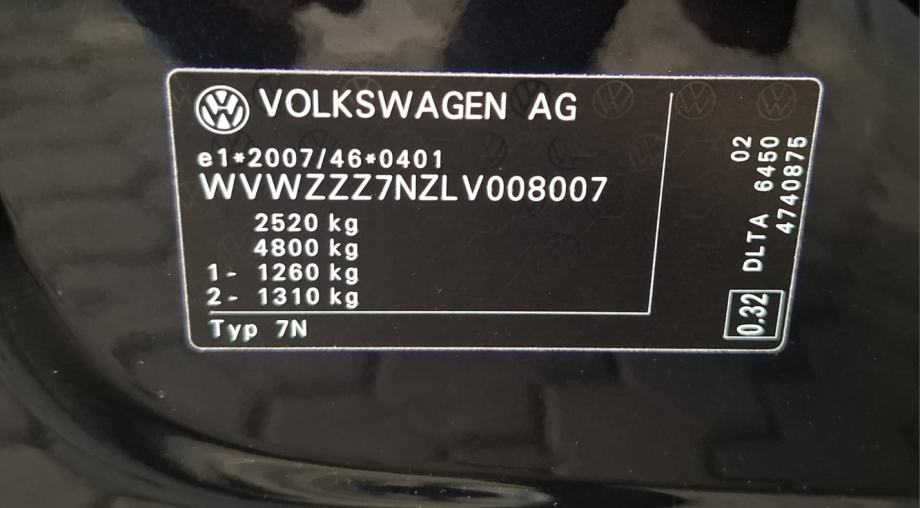 VOLKSWAGEN AG
e1*2007/46*0401
WVWZZZ7NZLV008007
2520 kg
4800 kg
1- 1260 kg
2- 1310 kg
Typ 7N
02
DLTA 6450
4740875
0.32